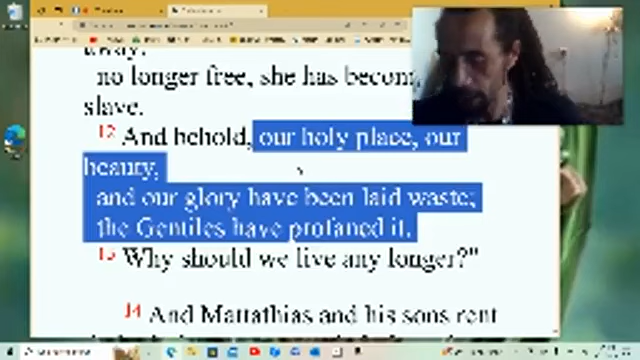 away;
no longer free, she has become
slave.
12 And behold, our holy place, our
beauty,
and our glory have been laid waste;
the Gentiles have profaned it.
13 Why should we live any longer?"
14 And Mattathias and his sons rent